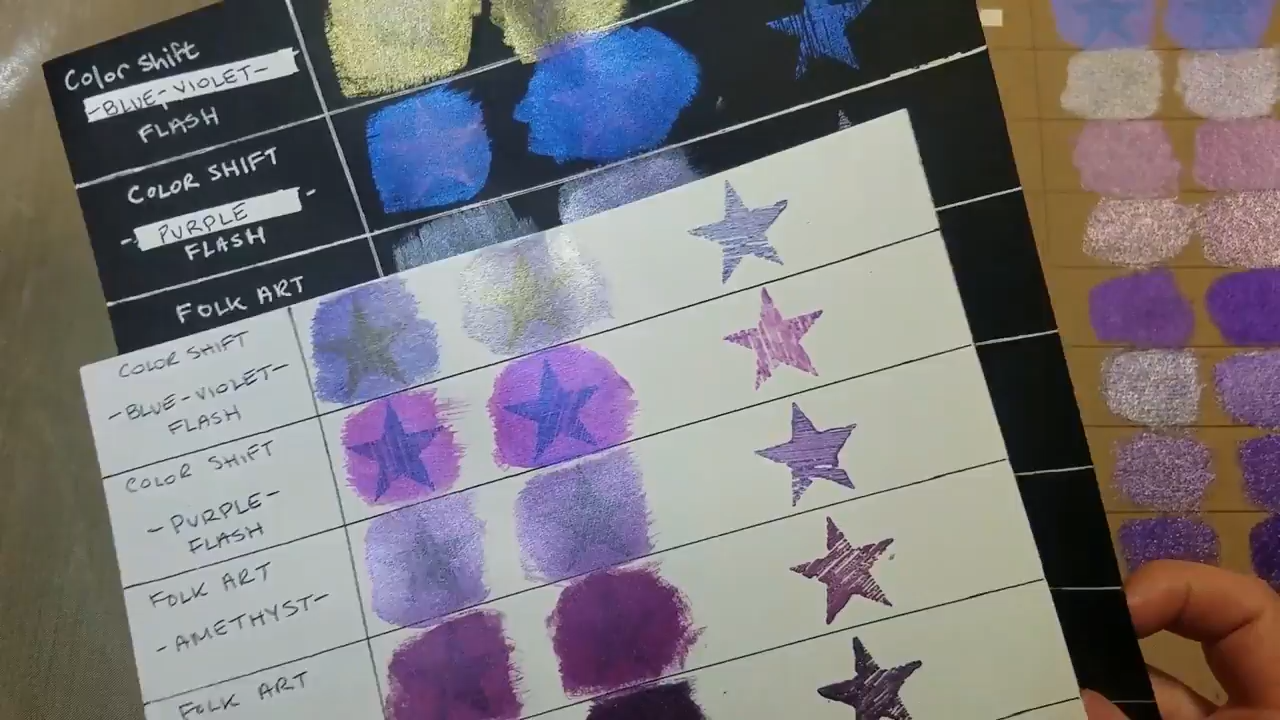 Color Shift
-BLUE-VIOLET-
FLASH
COLOR SHIFT
-PURPLE-
FLASH
FOLK ART
COLOR SHIFT
-BLUE-VIOLET-
FLASH
COLOR SHIFT
-PURPLE-
FLASH
FOLK ART
-AMETHYST-
FOLK ART